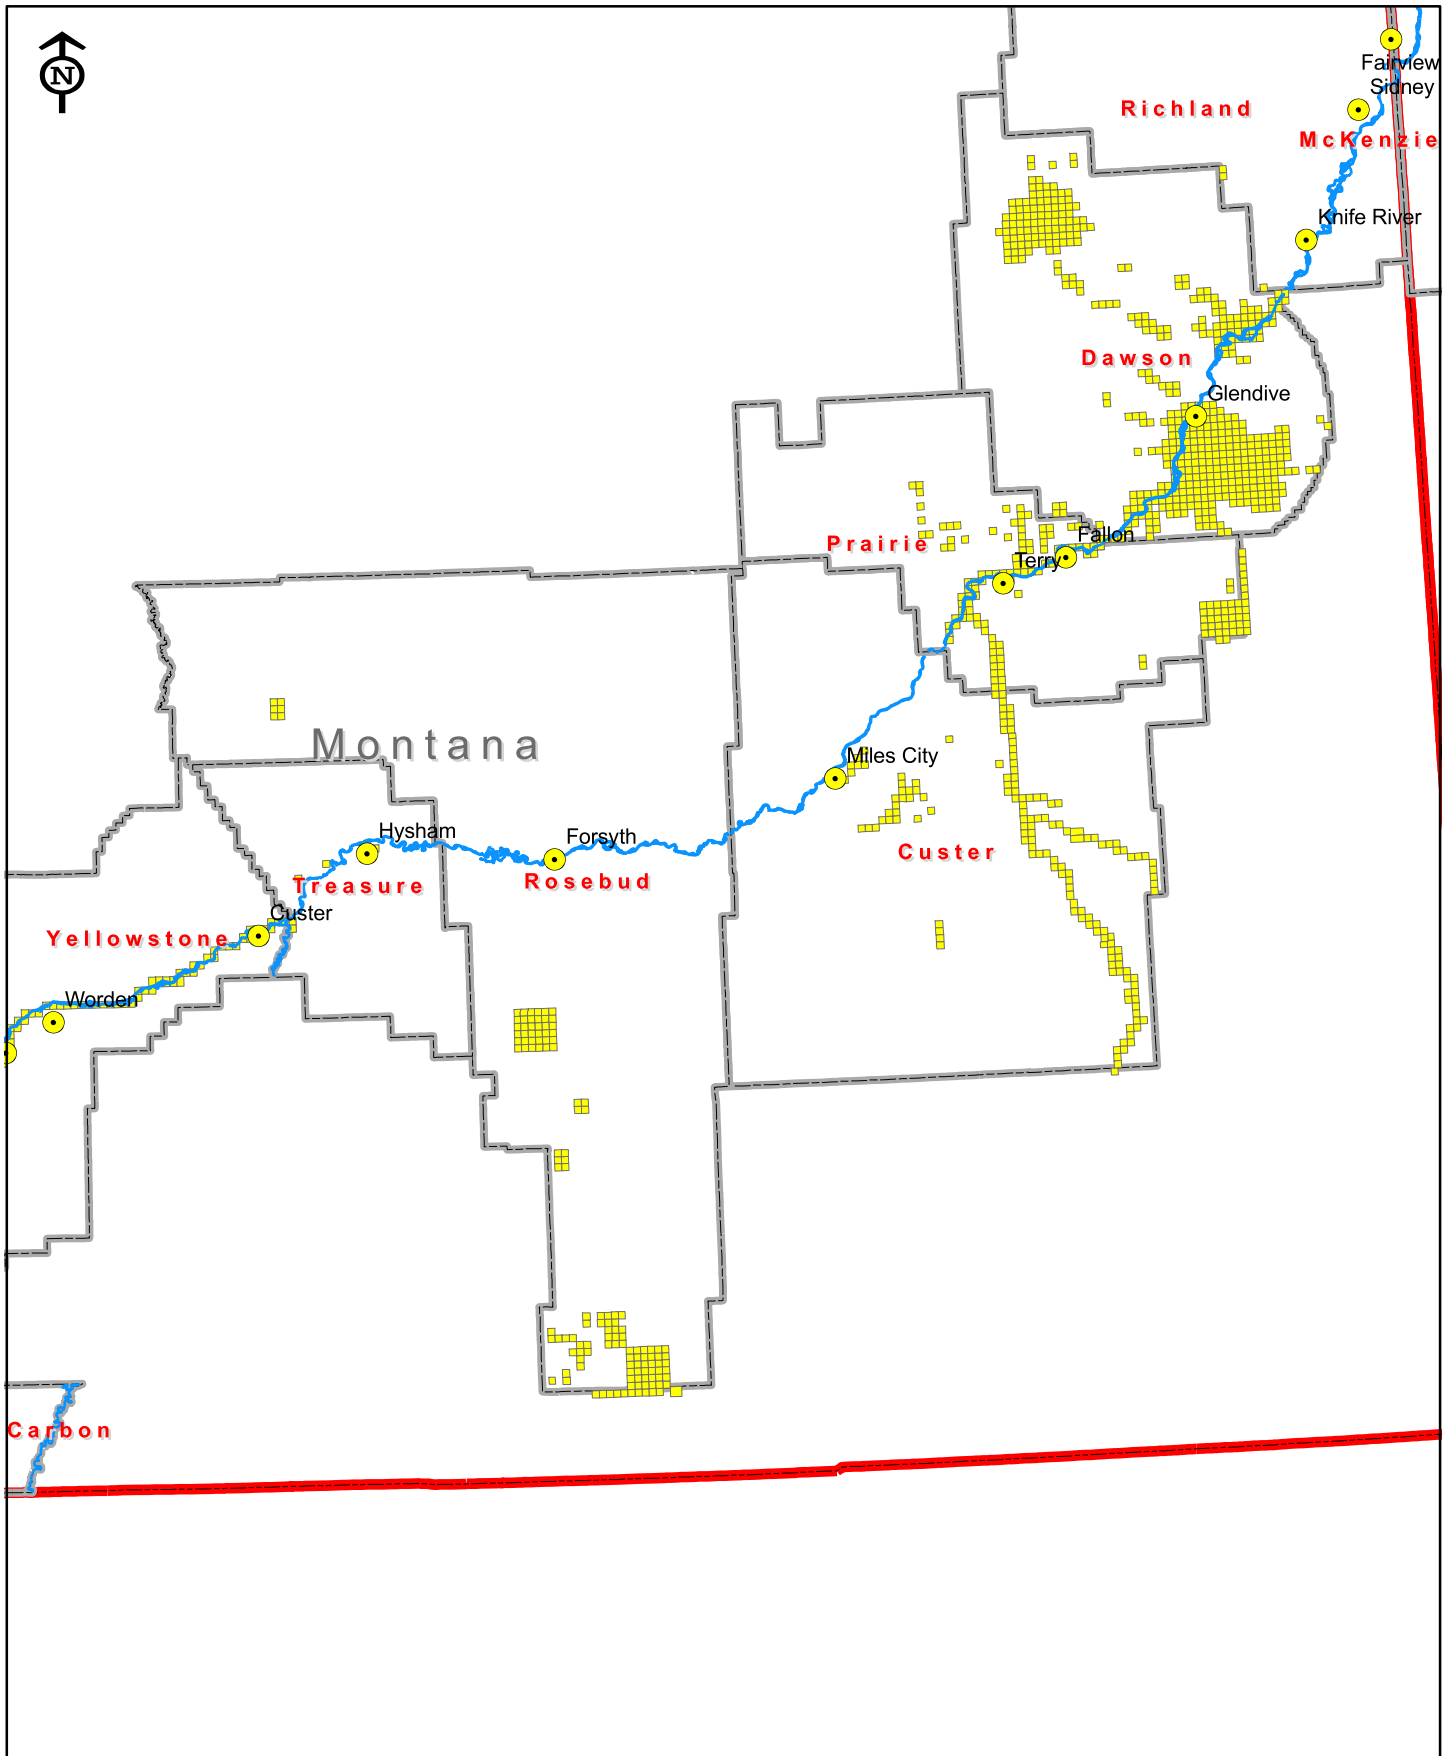 N
Fairview
Sidney
Richland
McKenzie
Knife River
Dawson
Glendive
Prairie
Fallon
Terry
Montana
Miles City
Hysham
Forsyth
Custer
Treasure
Rosebud
Custer
Yellowstone
Worden
Carbon